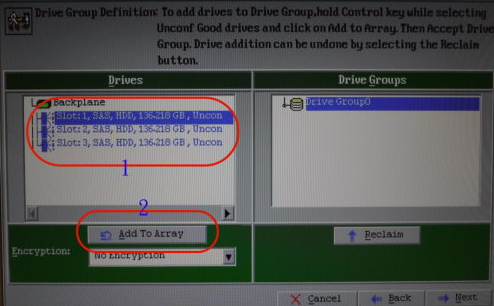 Drive Group Definition: To add drives to Drive Group,hold Control key while selecting
Unconf Good drives and click on Add to Array. Then Accept Drive
Group. Drive addition can be undone by selecting the Reclaim
button.
Drives
Drive Groups
Backplane
Slot: 1, SAS, HDD, 136.218 GB , Uncon
Slot: 2, SAS, HDD, 136.218 GB , Uncon
Slot: 3, SAS, HDD, 136.218 GB , Uncon
Drive Group0
1
2
Add To Array
Reclaim
Encryption:
No Encryption
Cancel
Back
Next